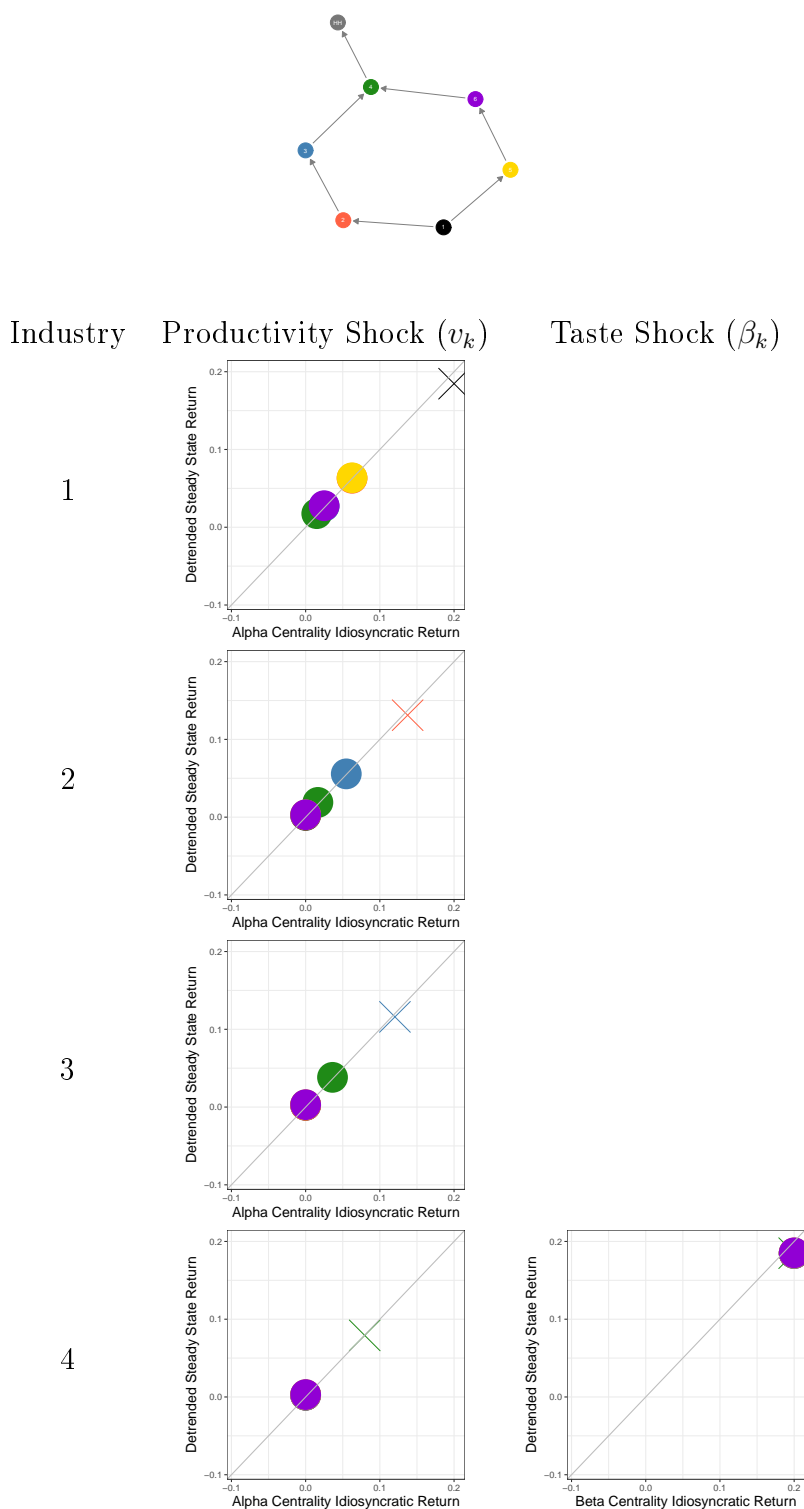 HH
4
6
3
5
2
1
Industry Productivity Shock (v_k) Taste Shock (β_k)
1
Detrended Steady State Return
0.2
0.1
0.0
−0.1
−0.1 0.0 0.1 0.2
Alpha Centrality Idiosyncratic Return
2
Detrended Steady State Return
0.2
0.1
0.0
−0.1
−0.1 0.0 0.1 0.2
Alpha Centrality Idiosyncratic Return
3
Detrended Steady State Return
0.2
0.1
0.0
−0.1
−0.1 0.0 0.1 0.2
Alpha Centrality Idiosyncratic Return
4
Detrended Steady State Return
0.2
0.1
0.0
−0.1
−0.1 0.0 0.1 0.2
Alpha Centrality Idiosyncratic Return
Detrended Steady State Return
0.2
0.1
0.0
−0.1
−0.1 0.0 0.1 0.2
Beta Centrality Idiosyncratic Return